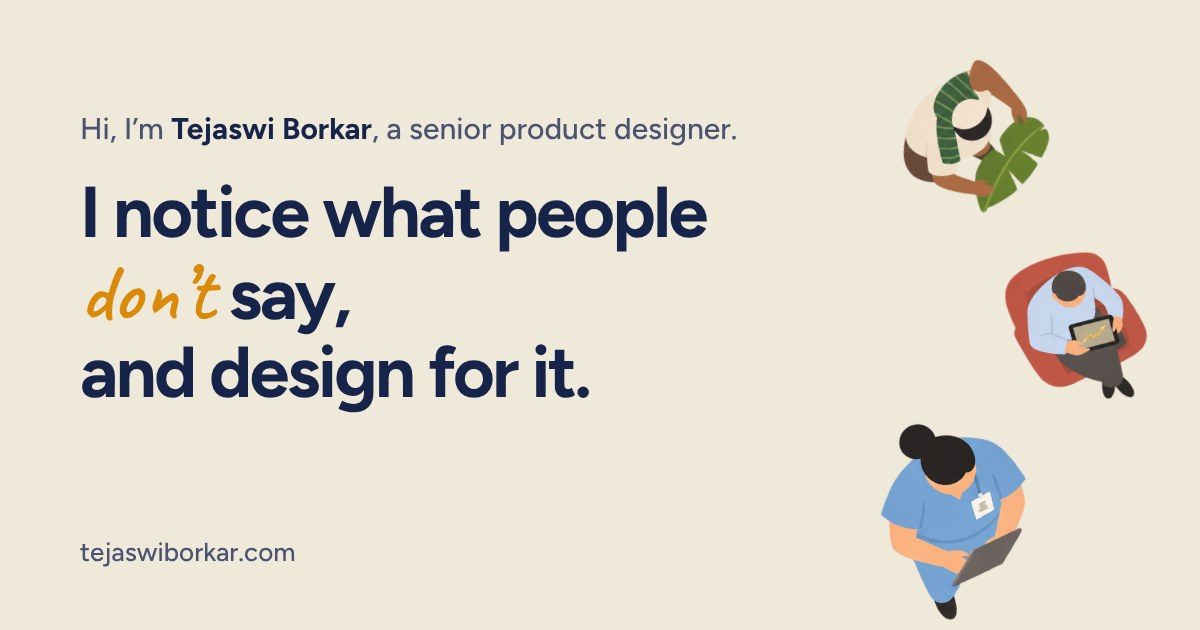 Hi, I’m Tejaswi Borkar, a senior product designer.
I notice what people
don’t say,
and design for it.
tejaswiborkar.com